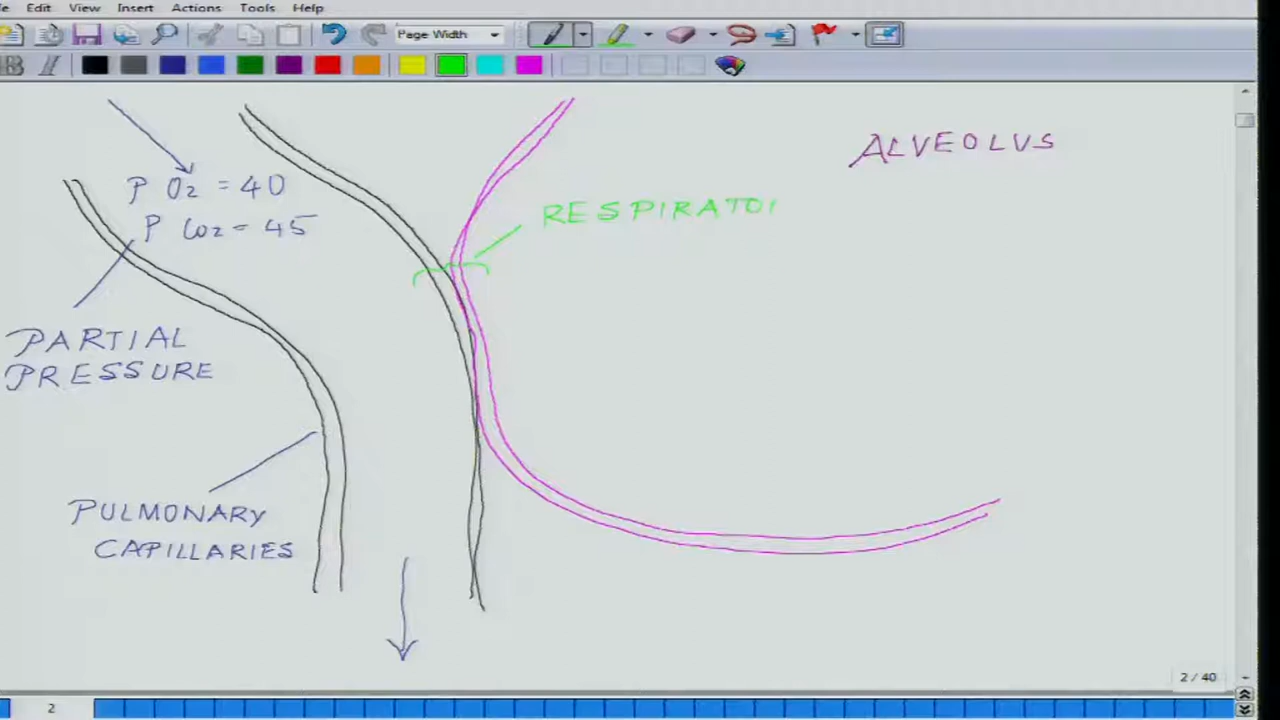 Edit View Insert Actions Tools Help
Page Width
ALVEOLUS
P O2 = 40
P CO2 = 45
RESPIRATO
PARTIAL
PRESSURE
PULMONARY
CAPILLARIES
2 / 40
2